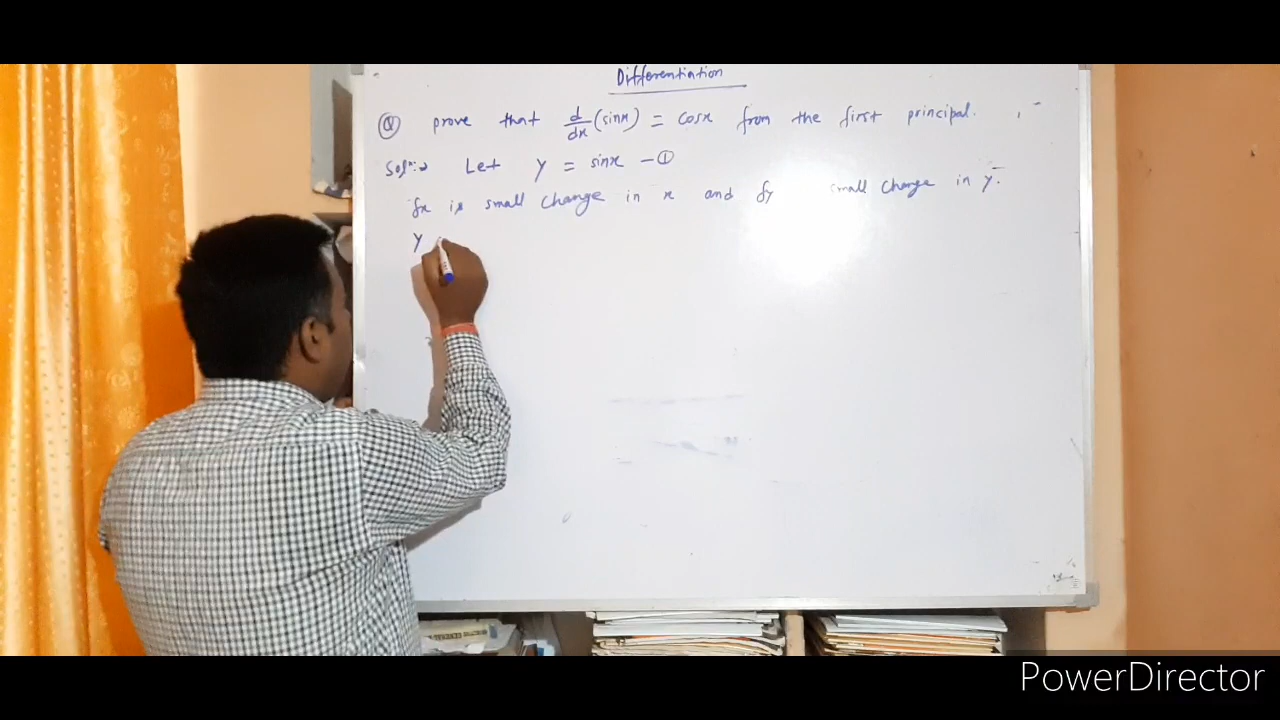 Differentiation
Q prove that d/dx (sinx) = cosx from the first principal.
Solⁿ:→ Let y = sinx —①
δx is small change in x and δy small change in y.
y
GENERAL
PowerDirector